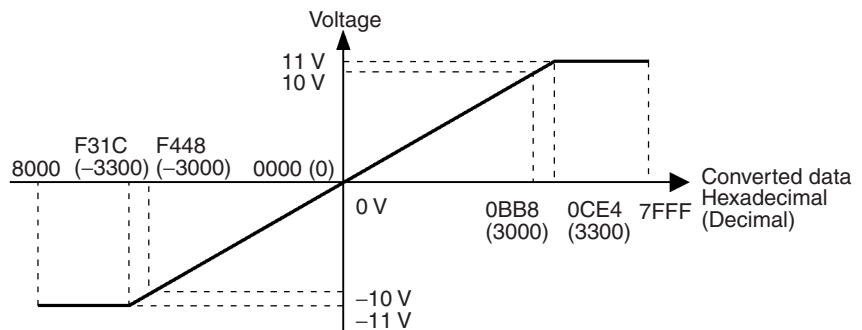 Voltage
11 V
10 V
F31C
(–3300)
F448
(–3000)
8000
0000 (0)
0 V
0BB8
(3000)
0CE4
(3300)
7FFF
Converted data
Hexadecimal
(Decimal)
–10 V
–11 V